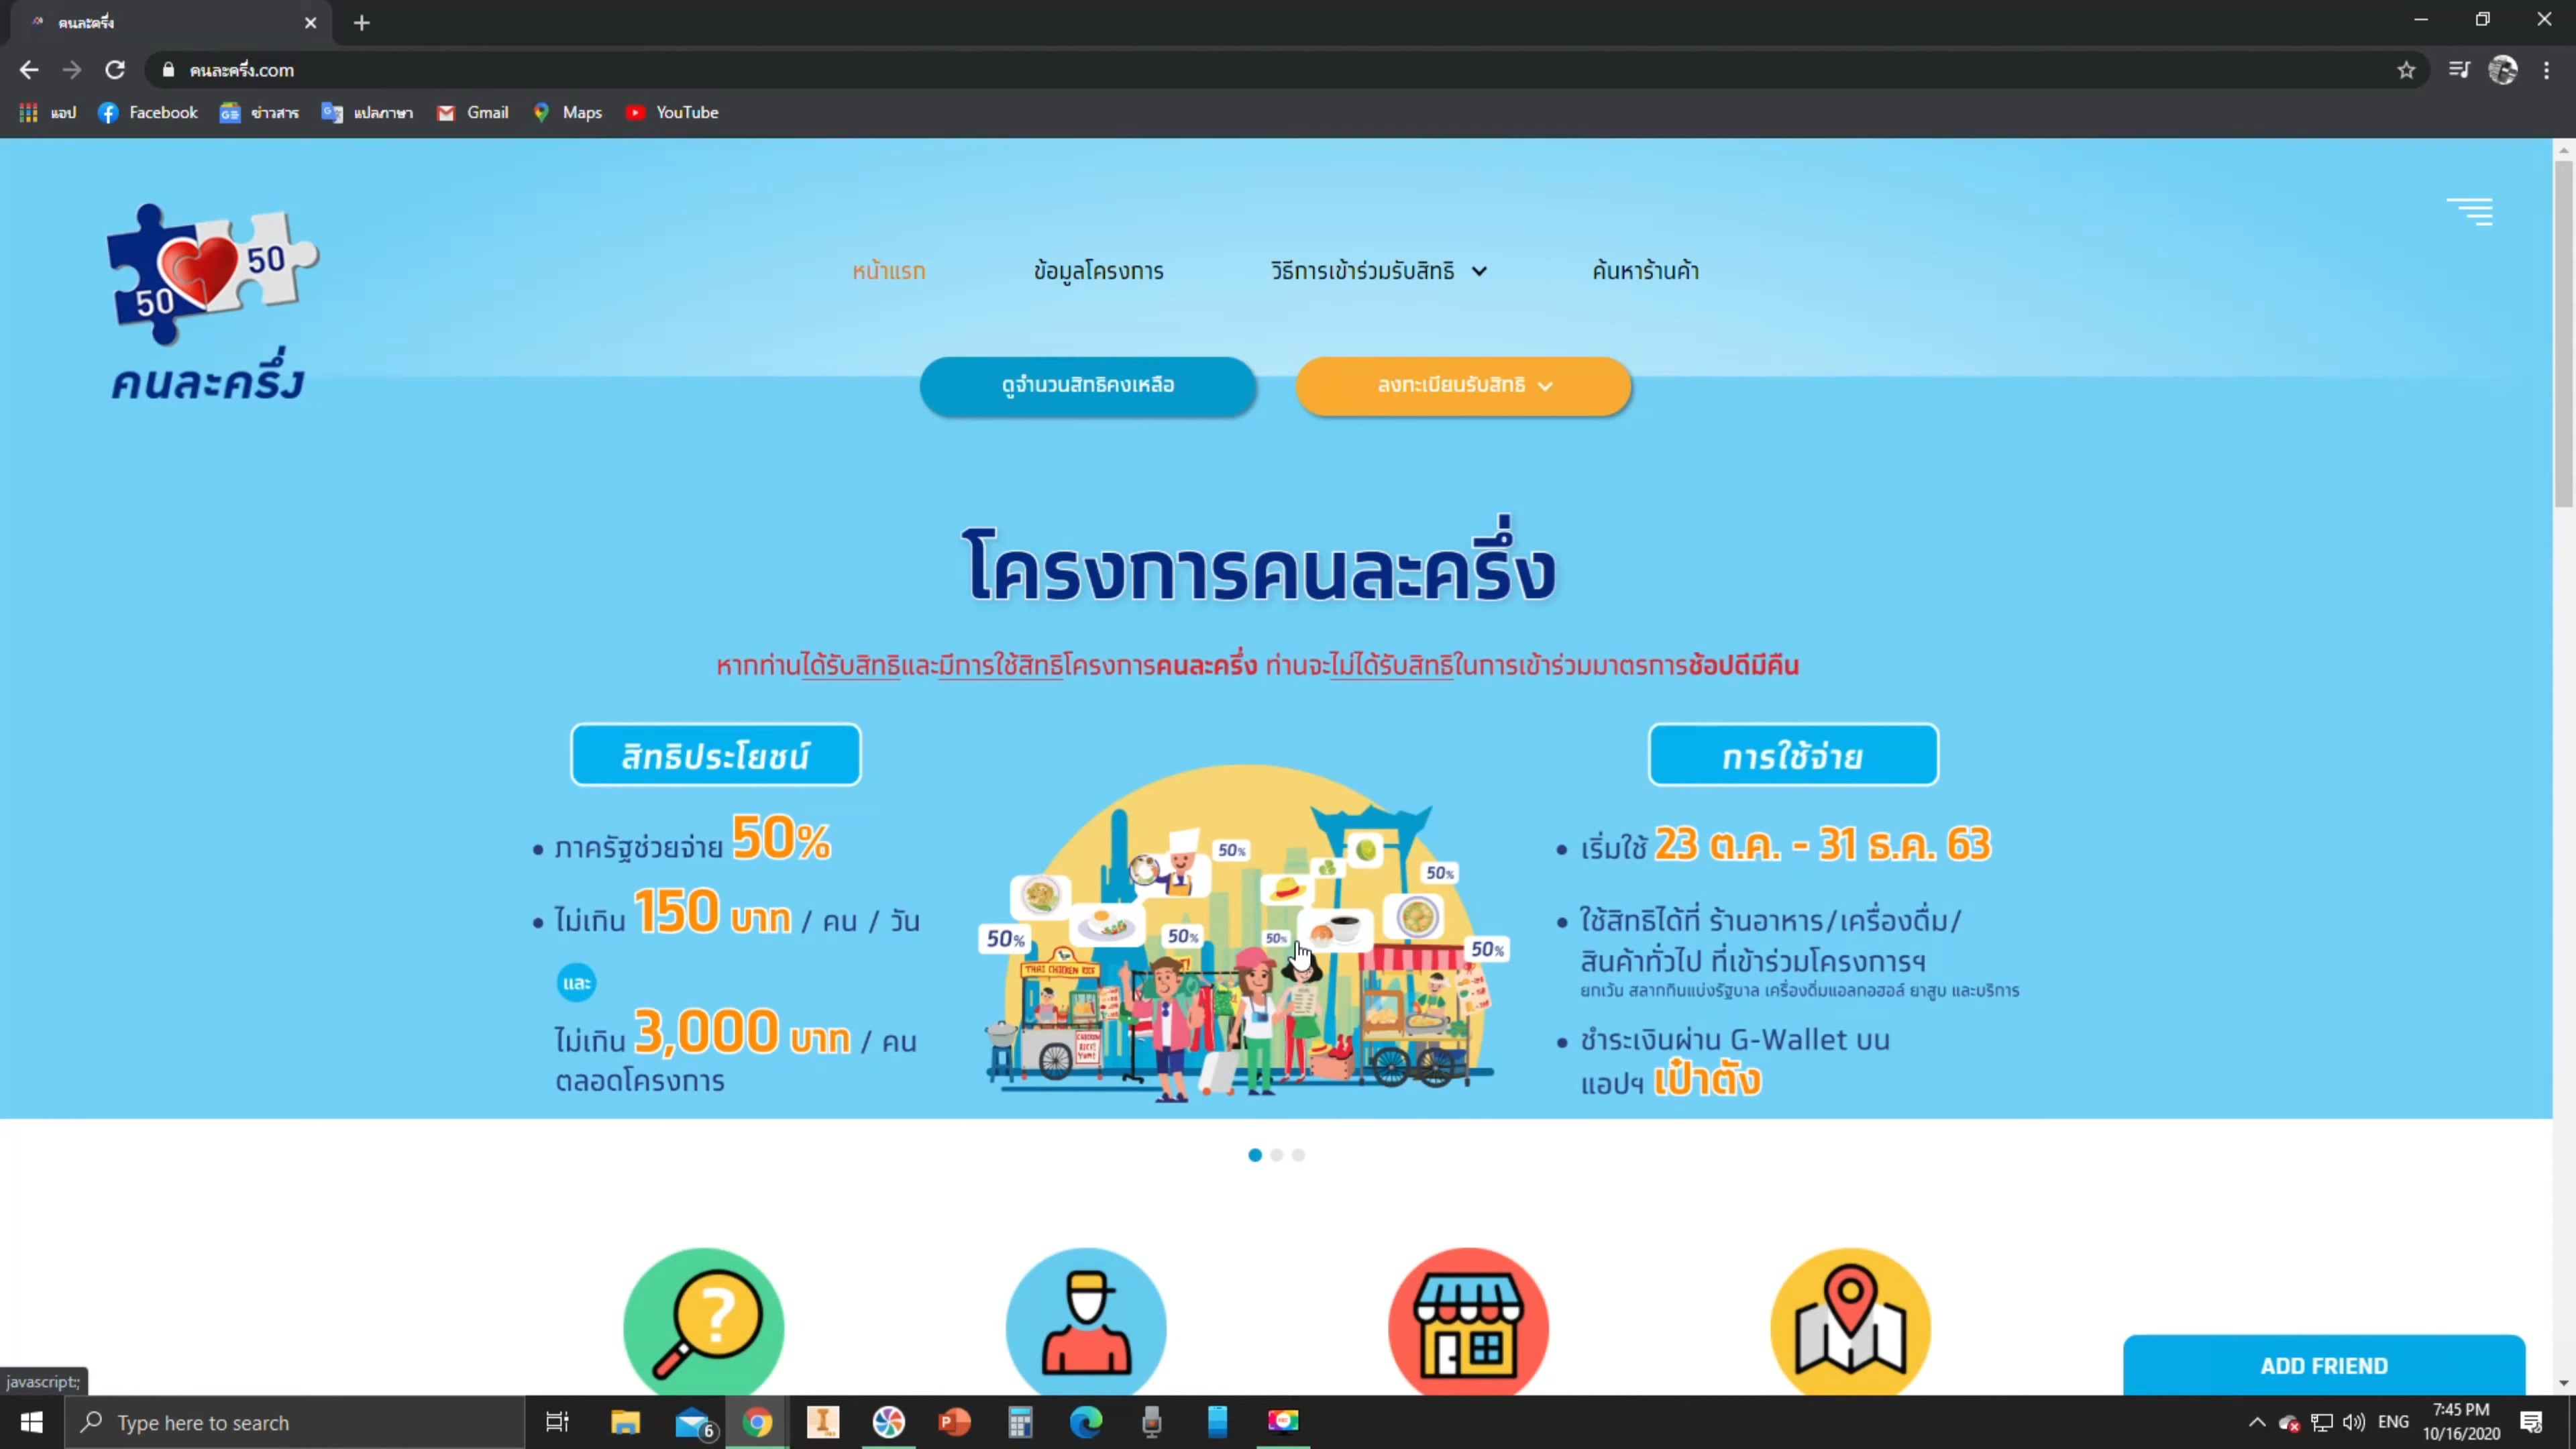 คนละครึ่ง
คนละครึ่ง.com
แอป Facebook ข่าวสาร แปลภาษา Gmail Maps YouTube
50 50
คนละครึ่ง
หน้าแรก ข้อมูลโครงการ วิธีการเข้าร่วมรับสิทธิ ค้นหาร้านค้า
ดูจำนวนสิทธิคงเหลือ ลงทะเบียนรับสิทธิ
โครงการคนละครึ่ง
หากท่านได้รับสิทธิและมีการใช้สิทธิโครงการคนละครึ่ง ท่านจะไม่ได้รับสิทธิในการเข้าร่วมมาตรการช้อปดีมีคืน
สิทธิประโยชน์
• ภาครัฐช่วยจ่าย 50%
• ไม่เกิน 150 บาท / คน / วัน
และ
ไม่เกิน 3,000 บาท / คน
ตลอดโครงการ
50%
50%
50% 50% 50% 50%
THAI CHICKEN RICE
CHICKEN
RICE
YUM!
การใช้จ่าย
• เริ่มใช้ 23 ต.ค. - 31 ธ.ค. 63
• ใช้สิทธิได้ที่ ร้านอาหาร/เครื่องดื่ม/
สินค้าทั่วไป ที่เข้าร่วมโครงการฯ
ยกเว้น สลากกินแบ่งรัฐบาล เครื่องดื่มแอลกอฮอล์ ยาสูบ และบริการ
• ชำระเงินผ่าน G-Wallet บน
แอปฯ เป๋าตัง
?
ADD FRIEND
javascript:;
Type here to search
6
ENG
7:45 PM
10/16/2020